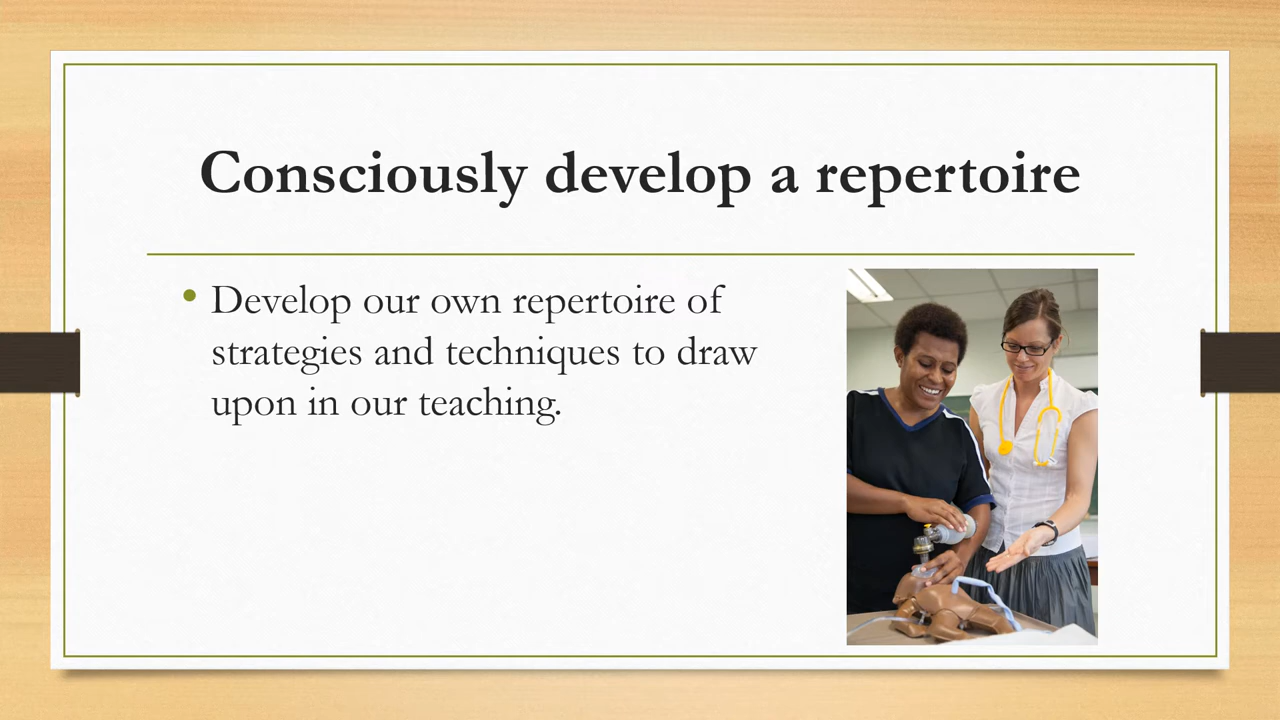 Consciously develop a repertoire
• Develop our own repertoire of
strategies and techniques to draw
upon in our teaching.